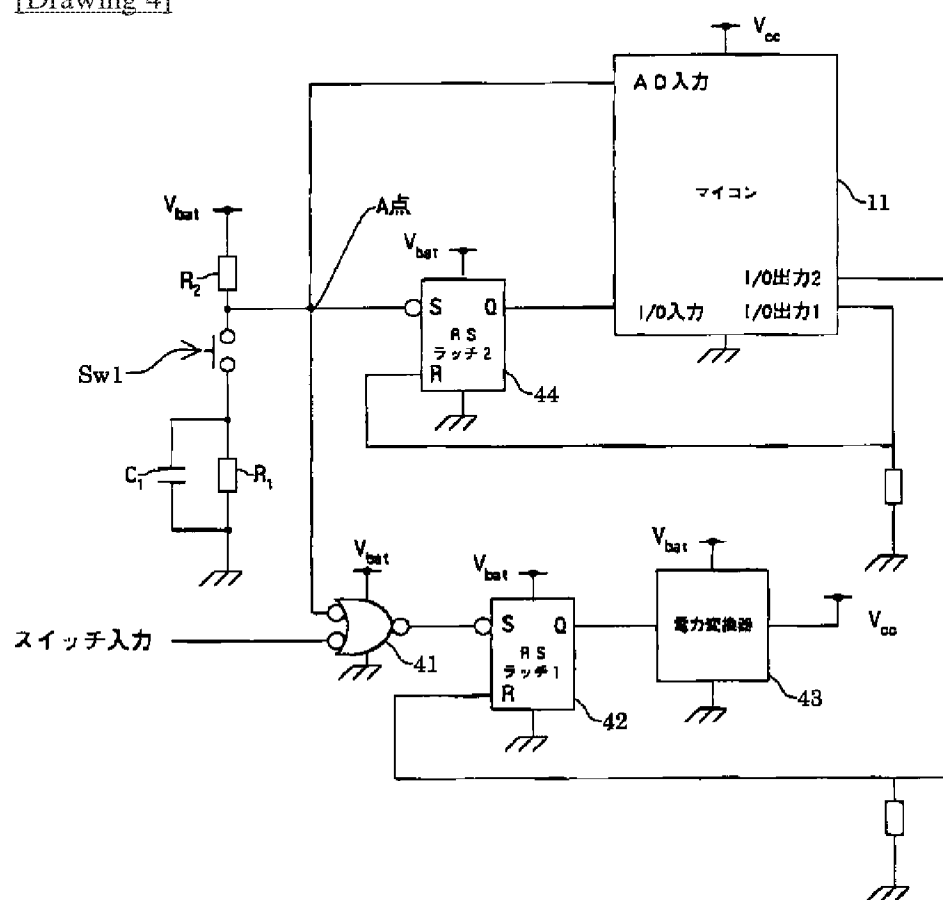 [Drawing 4]
Vcc
AD入力
マイコン
11
Vbat
A点
R2
Vbat
I/O出力2
S Q
I/O入力 I/O出力1
RS
ラッチ2
Sw1
R
44
C1
R1
Vbat
Vbat
Vbat
スイッチ入力
S Q
電力変換器
Vcc
RS
ラッチ1
41
R
42
43